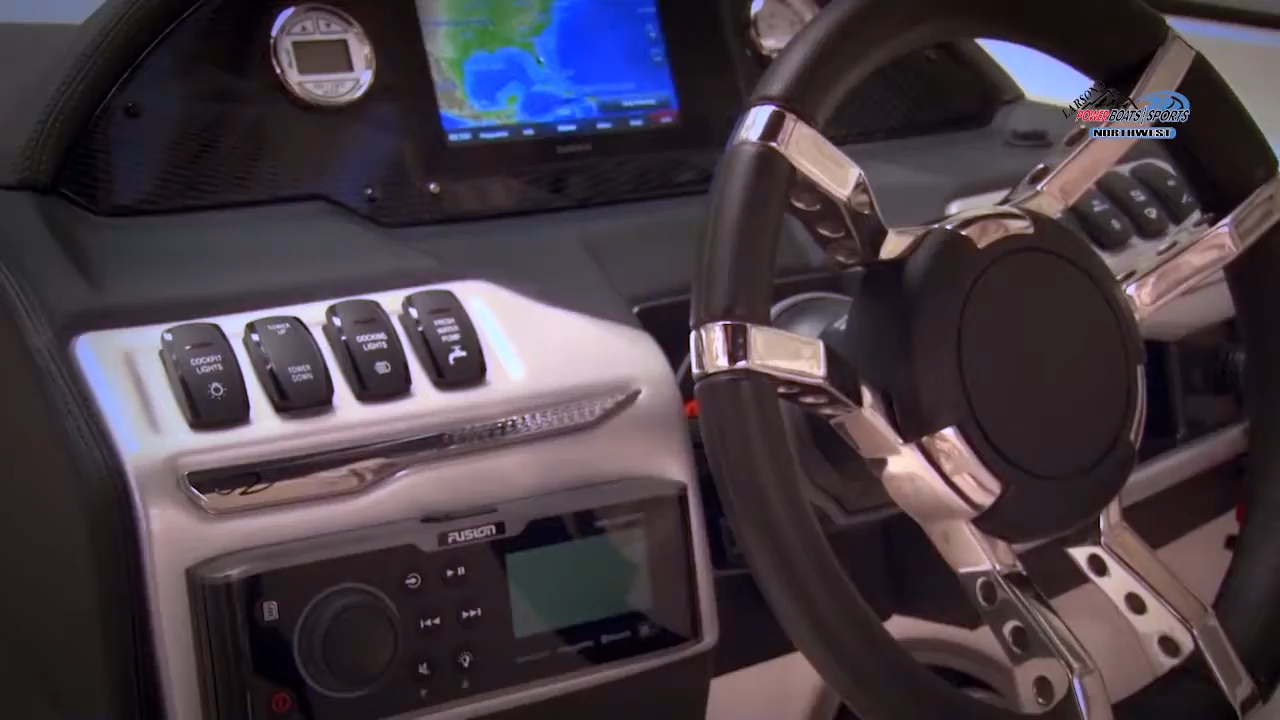 LARSON
POWERBOATS SPORTS
NORTHWEST
COCKPIT
LIGHTS
TOWER
UP
TOWER
DOWN
DOCKING
LIGHTS
FRESH
WATER
PUMP
FUSION